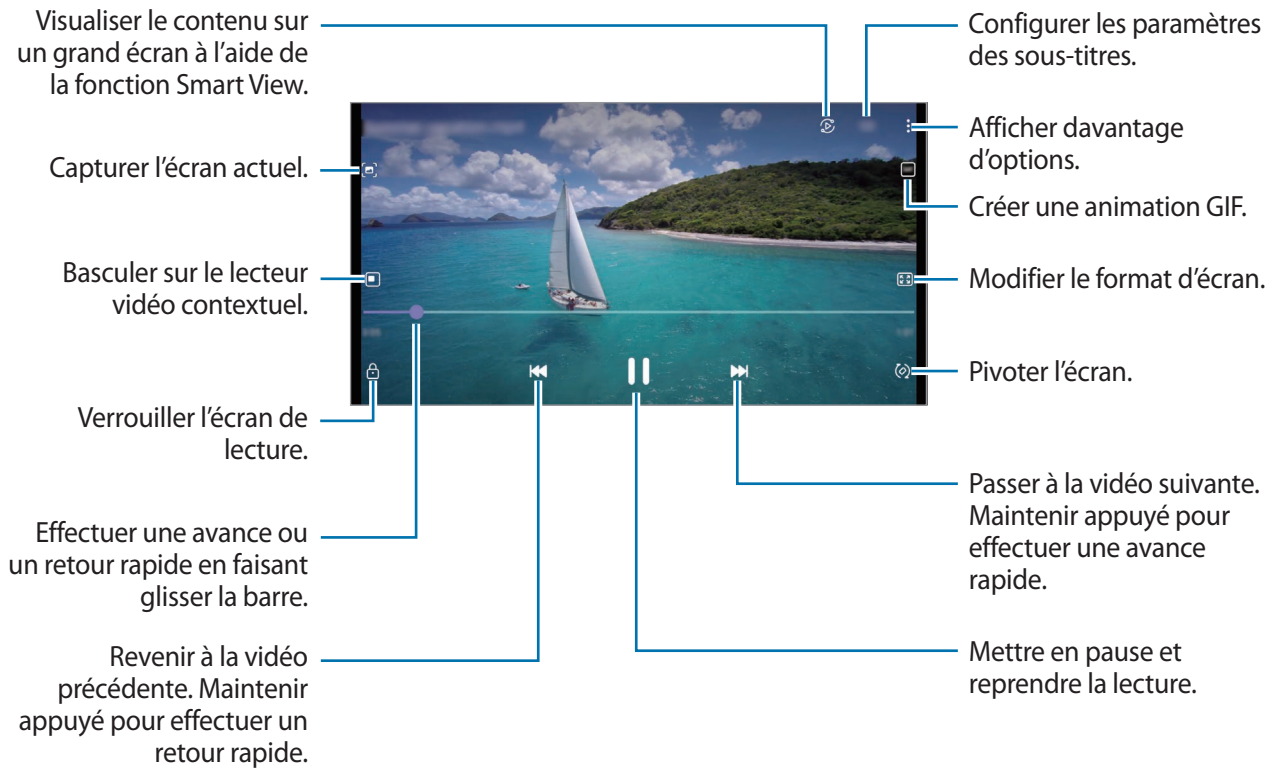 Visualiser le contenu sur
un grand écran à l’aide de
la fonction Smart View.
Capturer l’écran actuel.
Basculer sur le lecteur
vidéo contextuel.
Verrouiller l’écran de
lecture.
Effectuer une avance ou
un retour rapide en faisant
glisser la barre.
Revenir à la vidéo
précédente. Maintenir
appuyé pour effectuer un
retour rapide.
Configurer les paramètres
des sous-titres.
Afficher davantage
d’options.
Créer une animation GIF.
Modifier le format d’écran.
Pivoter l’écran.
Passer à la vidéo suivante.
Maintenir appuyé pour
effectuer une avance
rapide.
Mettre en pause et
reprendre la lecture.